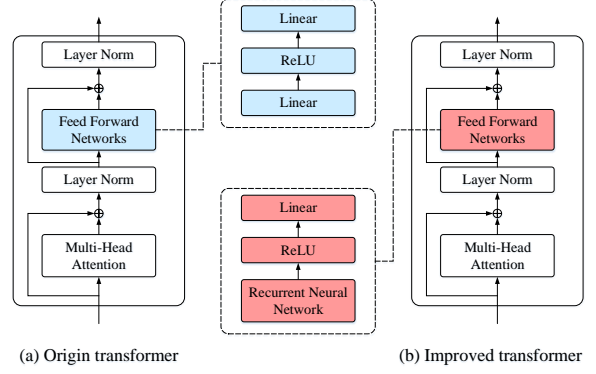 Layer Norm
Feed Forward
Networks
Layer Norm
Multi-Head
Attention
(a) Origin transformer
Linear
ReLU
Linear
Linear
ReLU
Recurrent Neural
Network
Layer Norm
Feed Forward
Networks
Layer Norm
Multi-Head
Attention
(b) Improved transformer